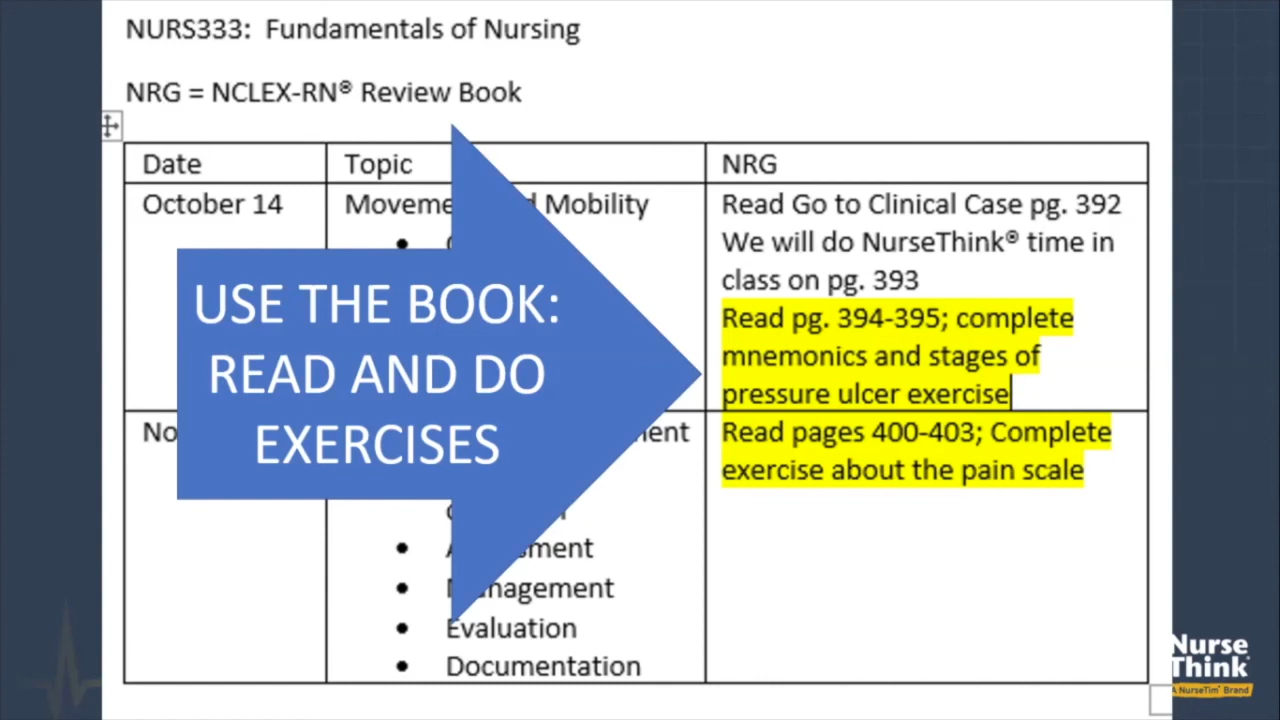 NURS333: Fundamentals of Nursing
NRG = NCLEX-RN® Review Book
Date
Topic
NRG
October 14
Mobility
Read Go to Clinical Case pg. 392
We will do NurseThink® time in
class on pg. 393
Read pg. 394-395; complete
mnemonics and stages of
pressure ulcer exercise
USE THE BOOK:
READ AND DO
EXERCISES
Read pages 400-403; Complete
exercise about the pain scale
• Evaluation
• Documentation
Nurse
Think®
A NurseTim® Brand